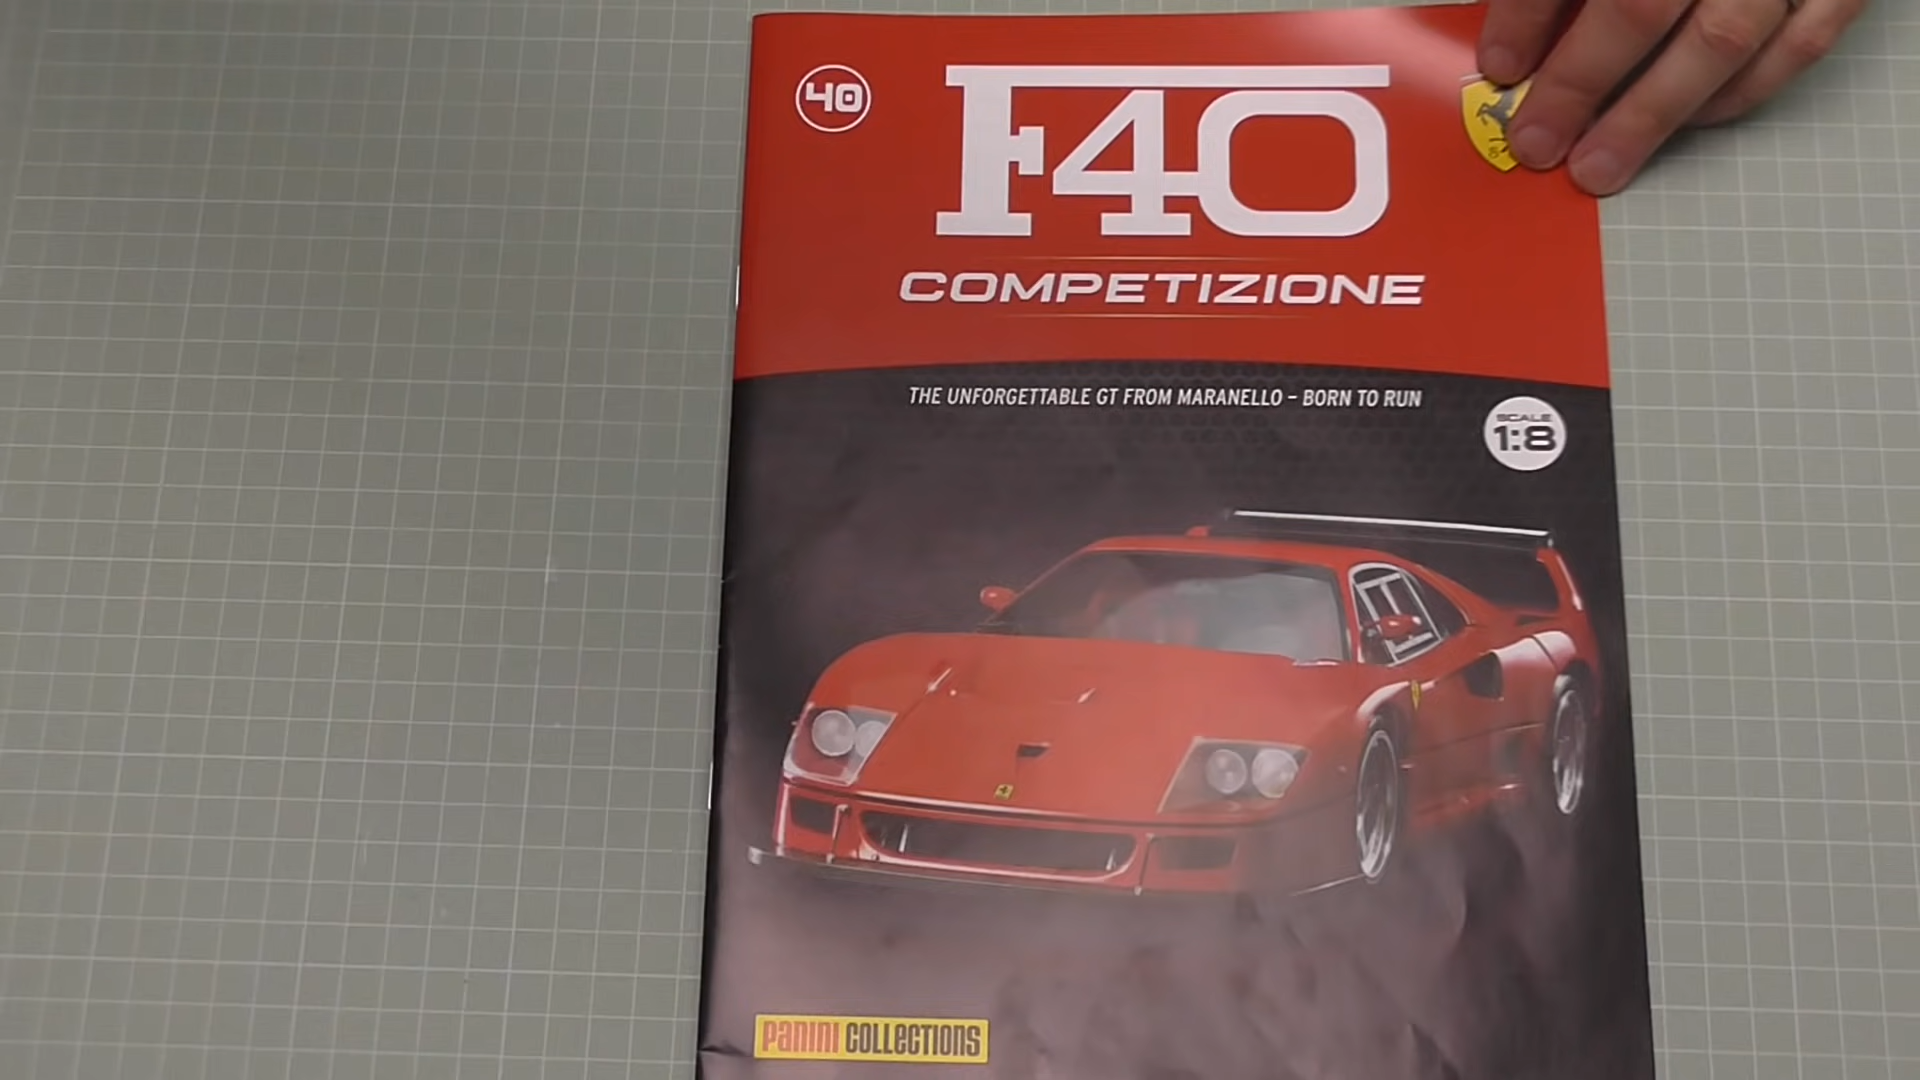 40
F40
COMPETIZIONE
THE UNFORGETTABLE GT FROM MARANELLO – BORN TO RUN
SCALE
1:8
PANINI COLLECTIONS